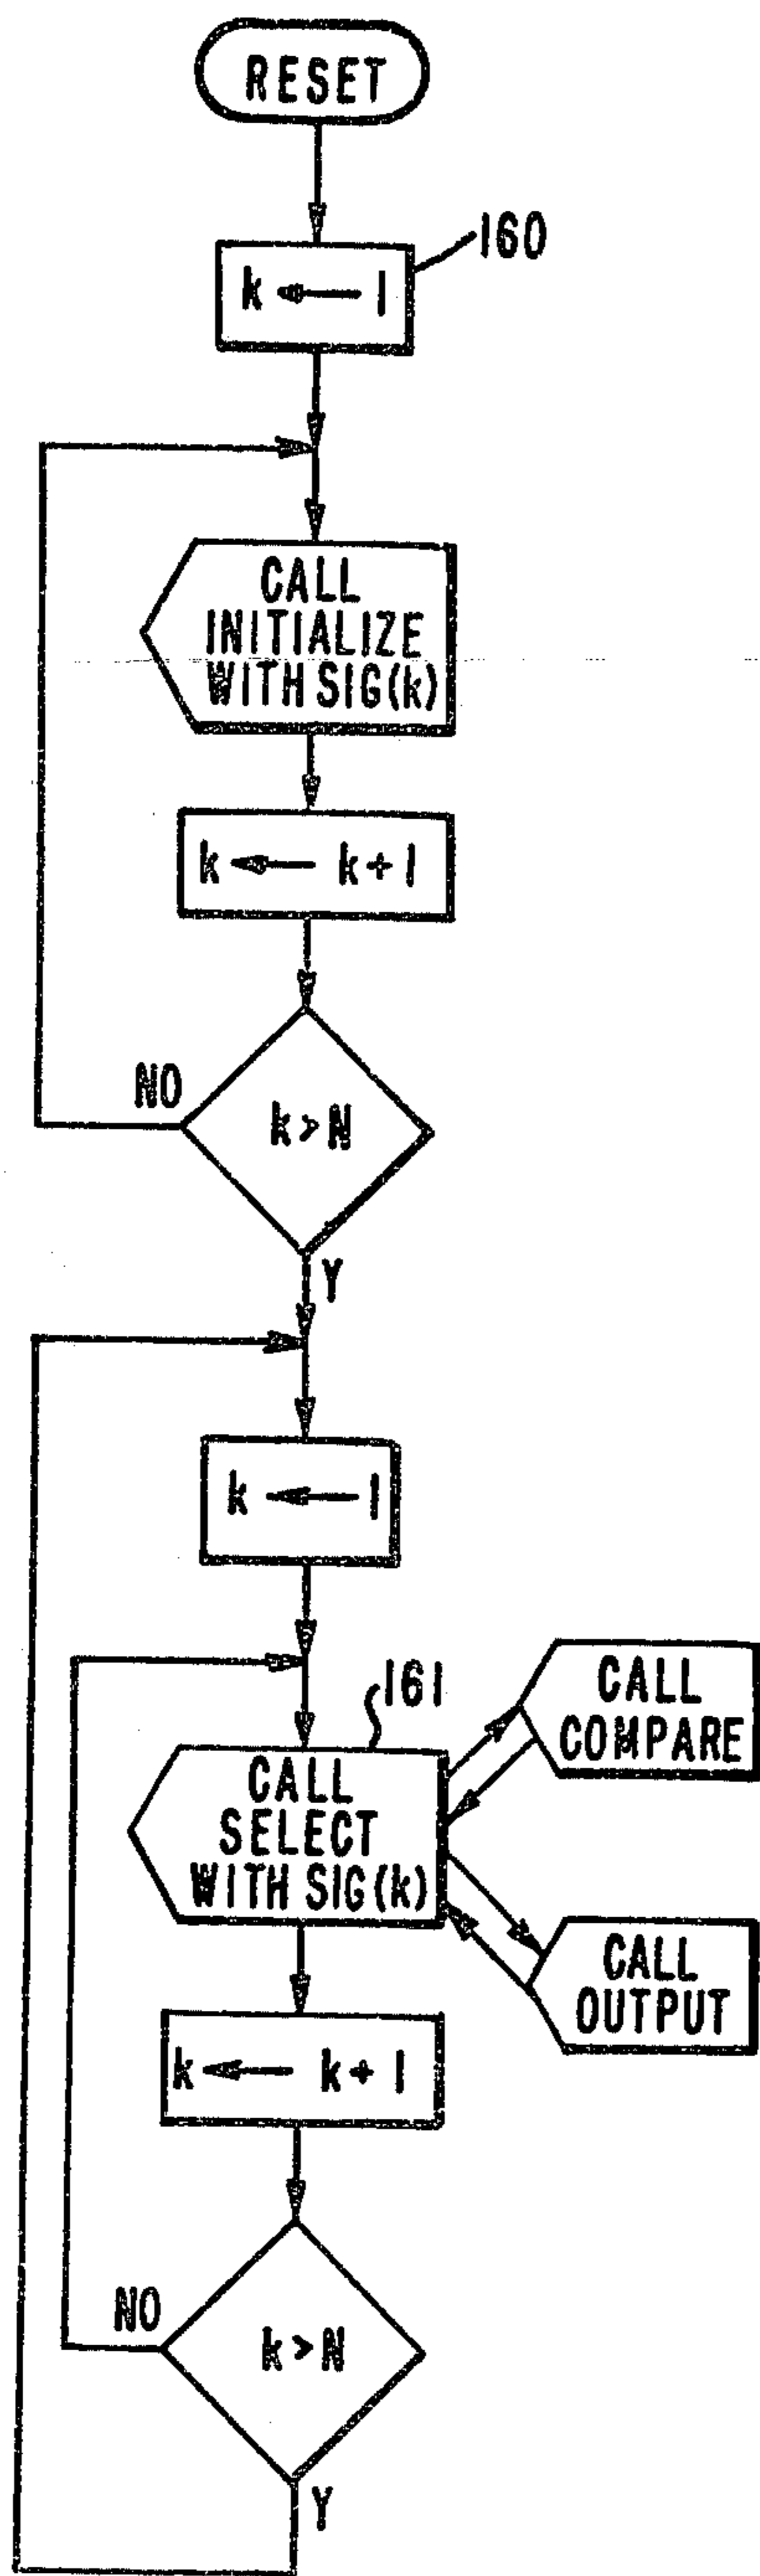 RESET
160
k ← 1
CALL
INITIALIZE
WITH SIG(k)
k ← k+1
NO
k > N
Y
k ← 1
161
CALL
COMPARE
CALL
SELECT
WITH SIG(k)
CALL
OUTPUT
k ← k+1
NO
k > N
Y